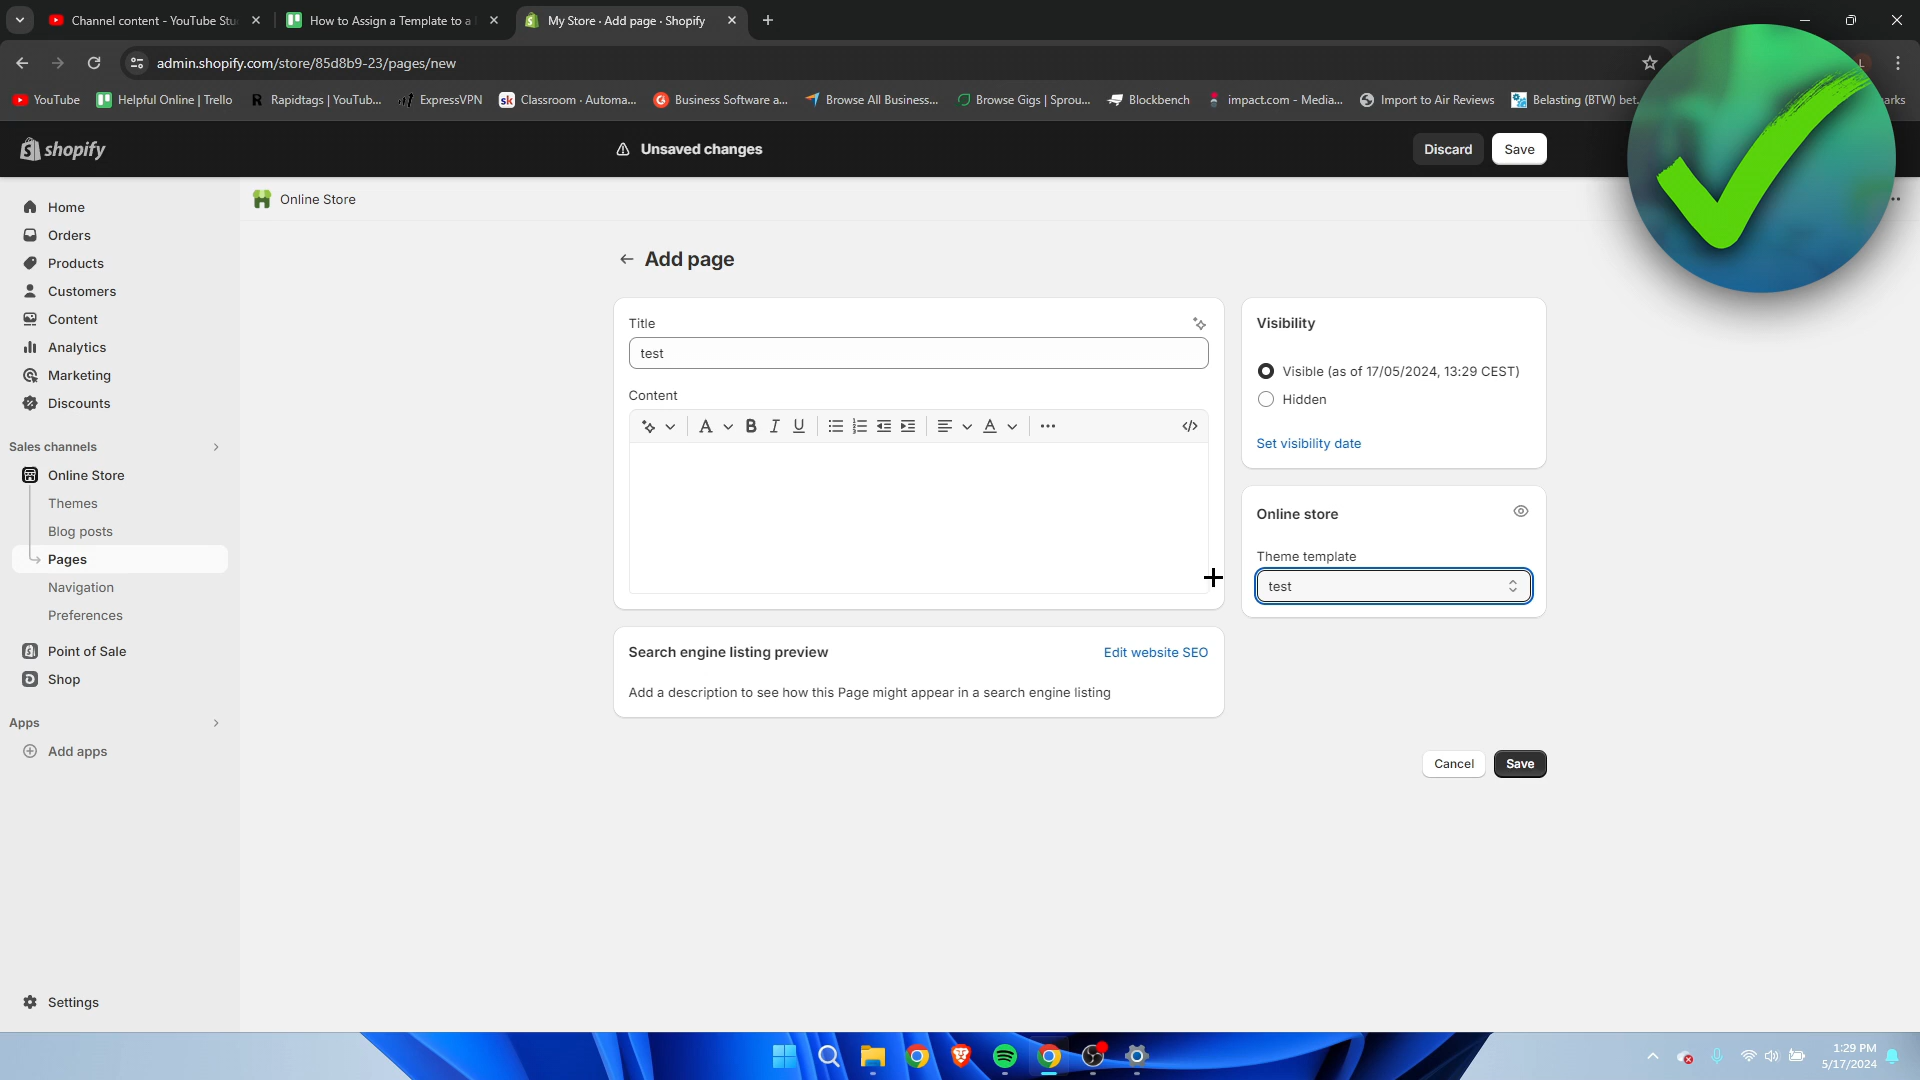 Channel content - YouTube Stu
How to Assign a Template to a
My Store · Add page · Shopify
admin.shopify.com/store/85d8b9-23/pages/new
YouTube
Helpful Online | Trello
Rapidtags | YouTub...
ExpressVPN
Classroom - Automa...
Business Software a...
Browse All Business...
Browse Gigs | Sprou...
Blockbench
impact.com - Media...
Import to Air Reviews
Belasting (BTW) bet.
arks
shopify
Unsaved changes
Discard
Save
Home
Orders
Products
Customers
Content
Analytics
Marketing
Discounts
Sales channels
Online Store
Themes
Blog posts
Pages
Navigation
Preferences
Point of Sale
Shop
Apps
Add apps
Settings
Online Store
Add page
Title
test
Content
Search engine listing preview
Edit website SEO
Add a description to see how this Page might appear in a search engine listing
Visibility
Visible (as of 17/05/2024, 13:29 CEST)
Hidden
Set visibility date
Online store
Theme template
test
Cancel
Save
1:29 PM
5/17/2024